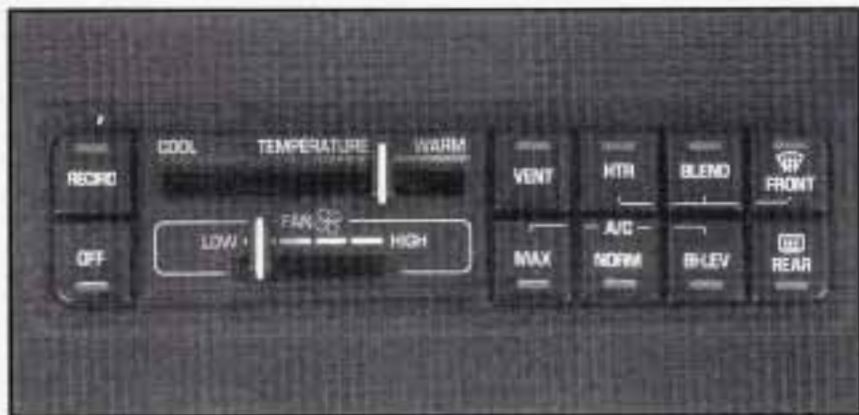 COOL TEMPERATURE WARM
RECIRC
VENT HTR BLEND FRONT
FAN
LOW HIGH
OFF
A/C
MAX NORM BI-LEV REAR